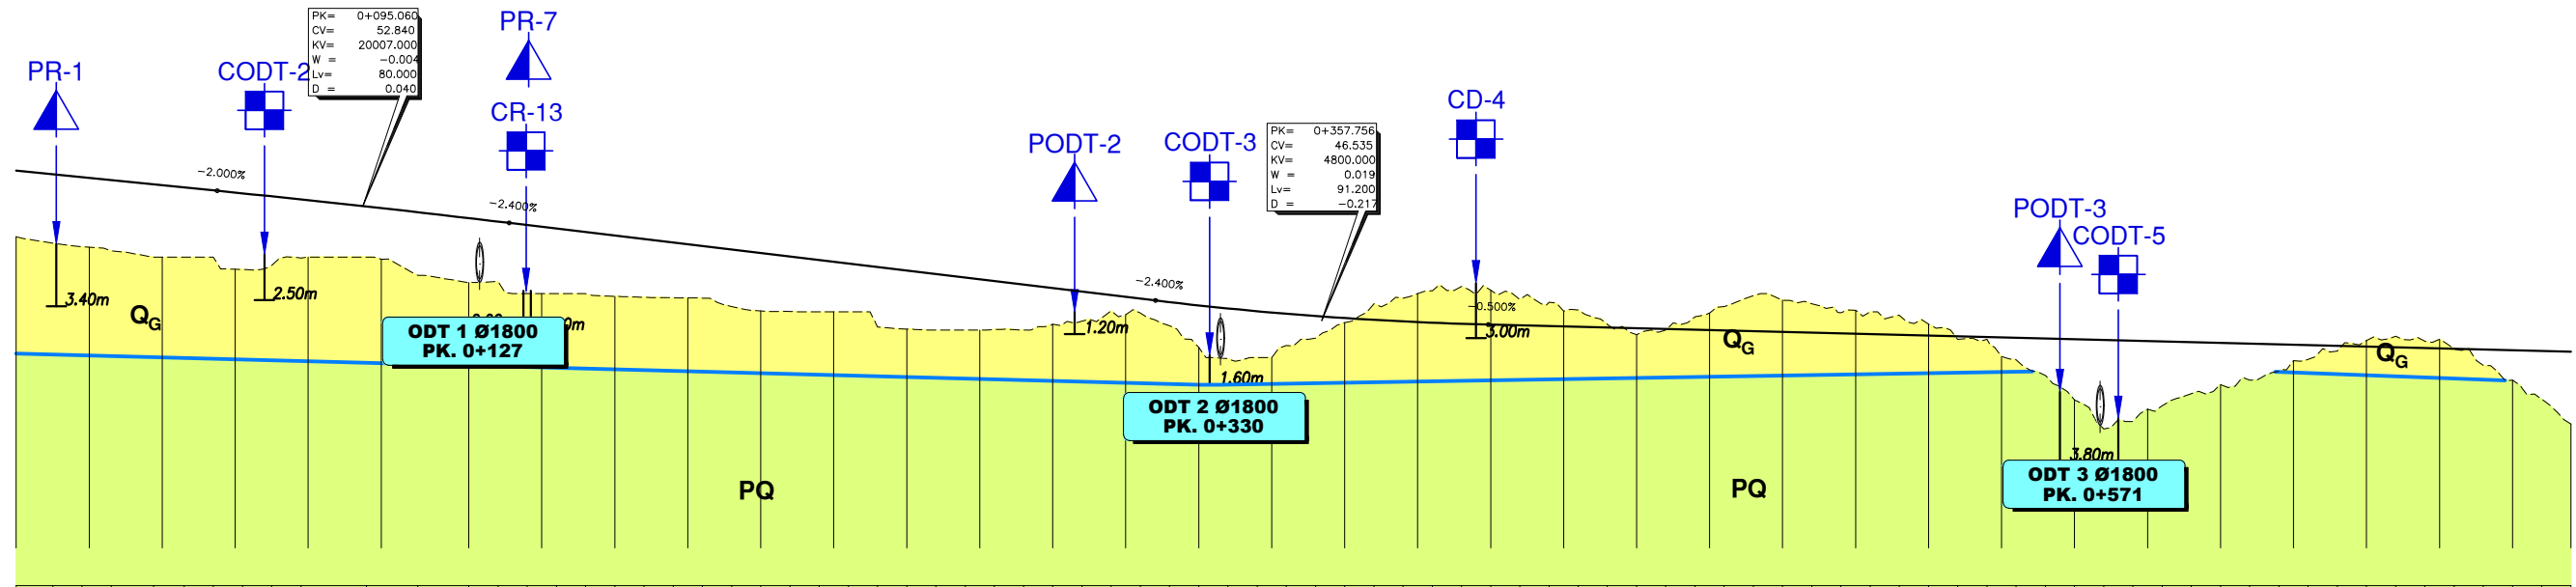 PR-1
CODT-2
PK= 0+095.060
CV= 52.840
KV= 20007.000
W = -0.004
Lv= 80.000
D = 0.040
PR-7
CR-13
PODT-2
CODT-3
PK= 0+357.756
CV= 46.535
KV= 4800.000
W = 0.019
Lv= 91.200
D = -0.217
CD-4
PODT-3
CODT-5
-2.000%
-2.400%
-2.400%
-0.500%
3.40m
2.50m
1.20m
1.60m
3.00m
3.80m
QG
QG
QG
ODT 1 Ø1800
PK. 0+127
ODT 2 Ø1800
PK. 0+330
ODT 3 Ø1800
PK. 0+571
PQ
PQ